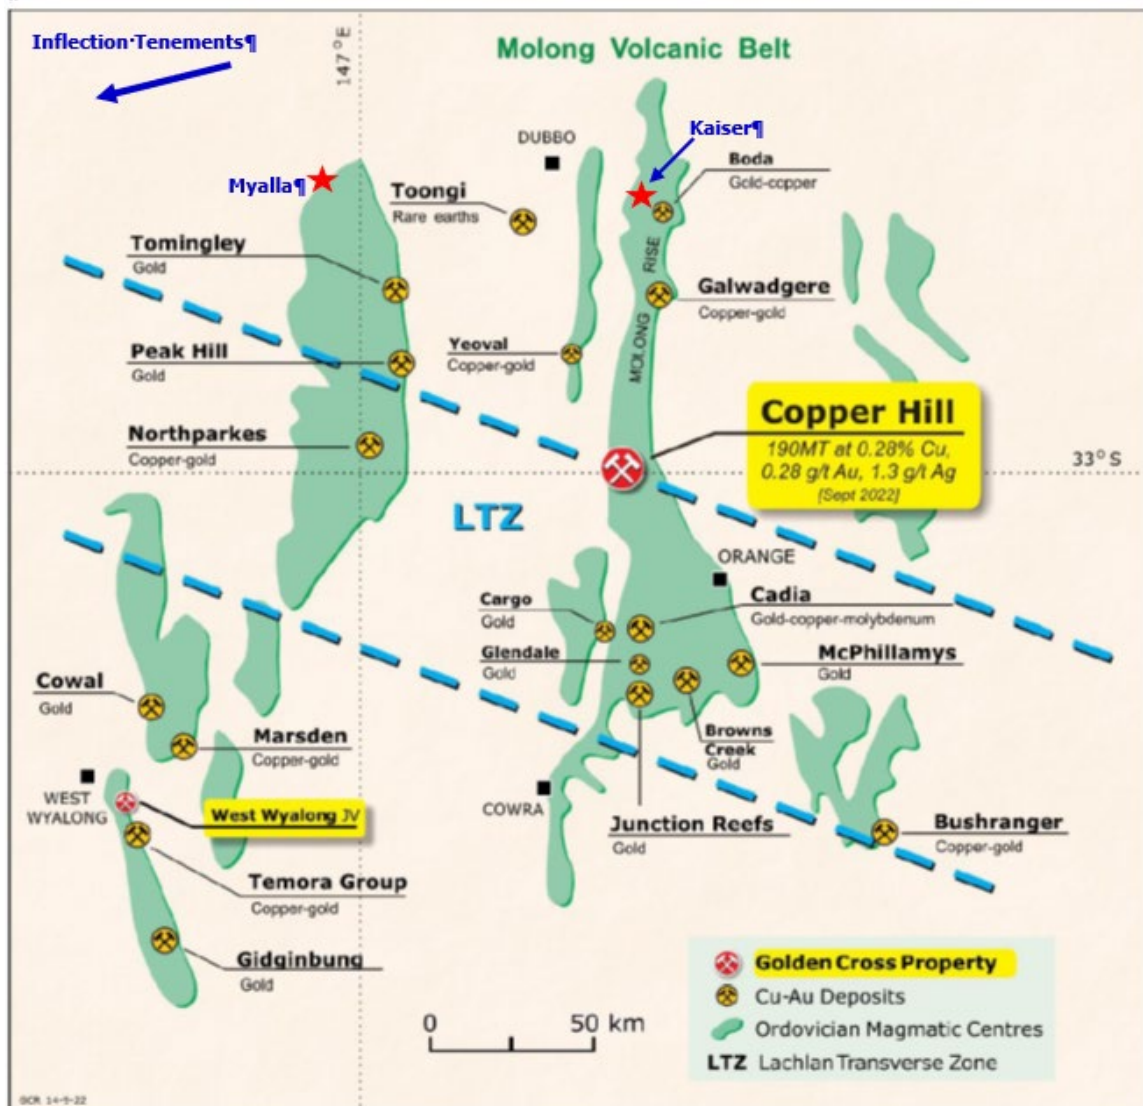 Inflection·Tenements¶
147°E
Molong Volcanic Belt
Kaiser¶
DUBBO
Boda
Gold-copper
Myalla¶
Toongi
Rare earths
Tomingley
Gold
MOLONG RISE
Galwadgere
Copper-gold
Peak Hill
Gold
Yeoval
Copper-gold
Copper Hill
190MT at 0.28% Cu,
0.28 g/t Au, 1.3 g/t Ag
[Sept 2022]
Northparkes
Copper-gold
33°S
LTZ
ORANGE
Cargo
Gold
Cadia
Gold-copper-molybdenum
Glendale
Gold
McPhillamys
Gold
Cowal
Gold
Marsden
Copper-gold
Browns
Creek
Gold
WEST
WYALONG
West Wyalong JV
COWRA
Junction Reefs
Gold
Bushranger
Copper-gold
Temora Group
Copper-gold
Gidginbung
Gold
0 50 km
Golden Cross Property
Cu-Au Deposits
Ordovician Magmatic Centres
LTZ Lachlan Transverse Zone
GCR 14-9-22